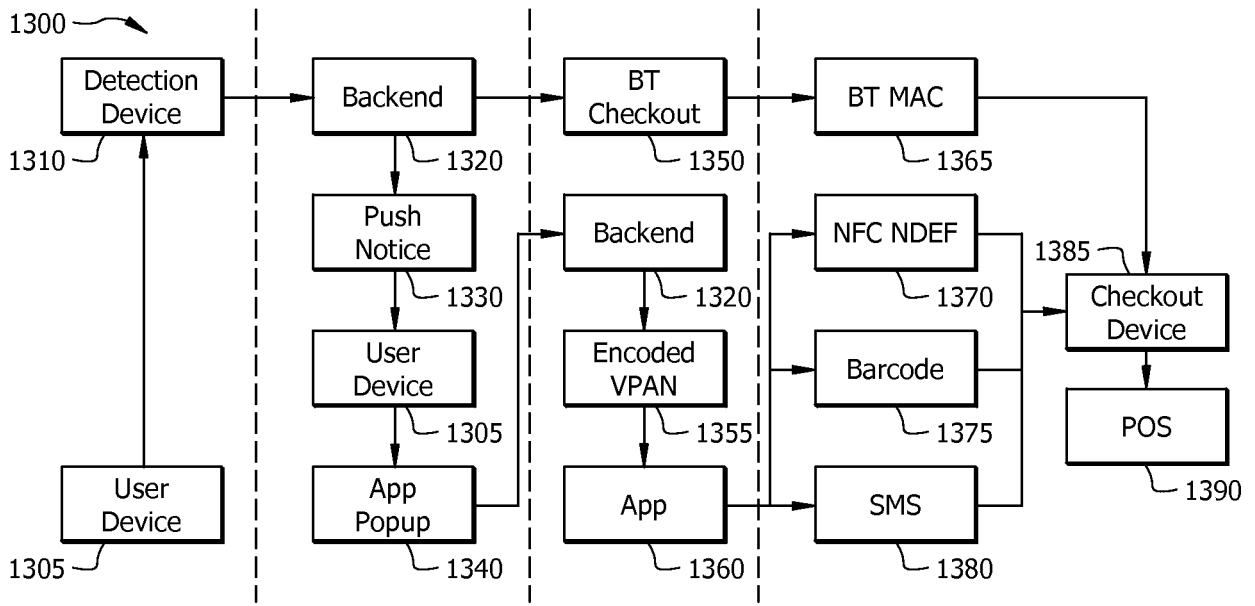 1300
Detection
Device
1310
User
Device
1305
Backend
1320
Push
Notice
1330
User
Device
1305
App
Popup
1340
BT
Checkout
1350
Backend
1320
Encoded
VPAN
1355
App
1360
BT MAC
1365
NFC NDEF
1370
Barcode
1375
SMS
1380
1385
Checkout
Device
POS
1390